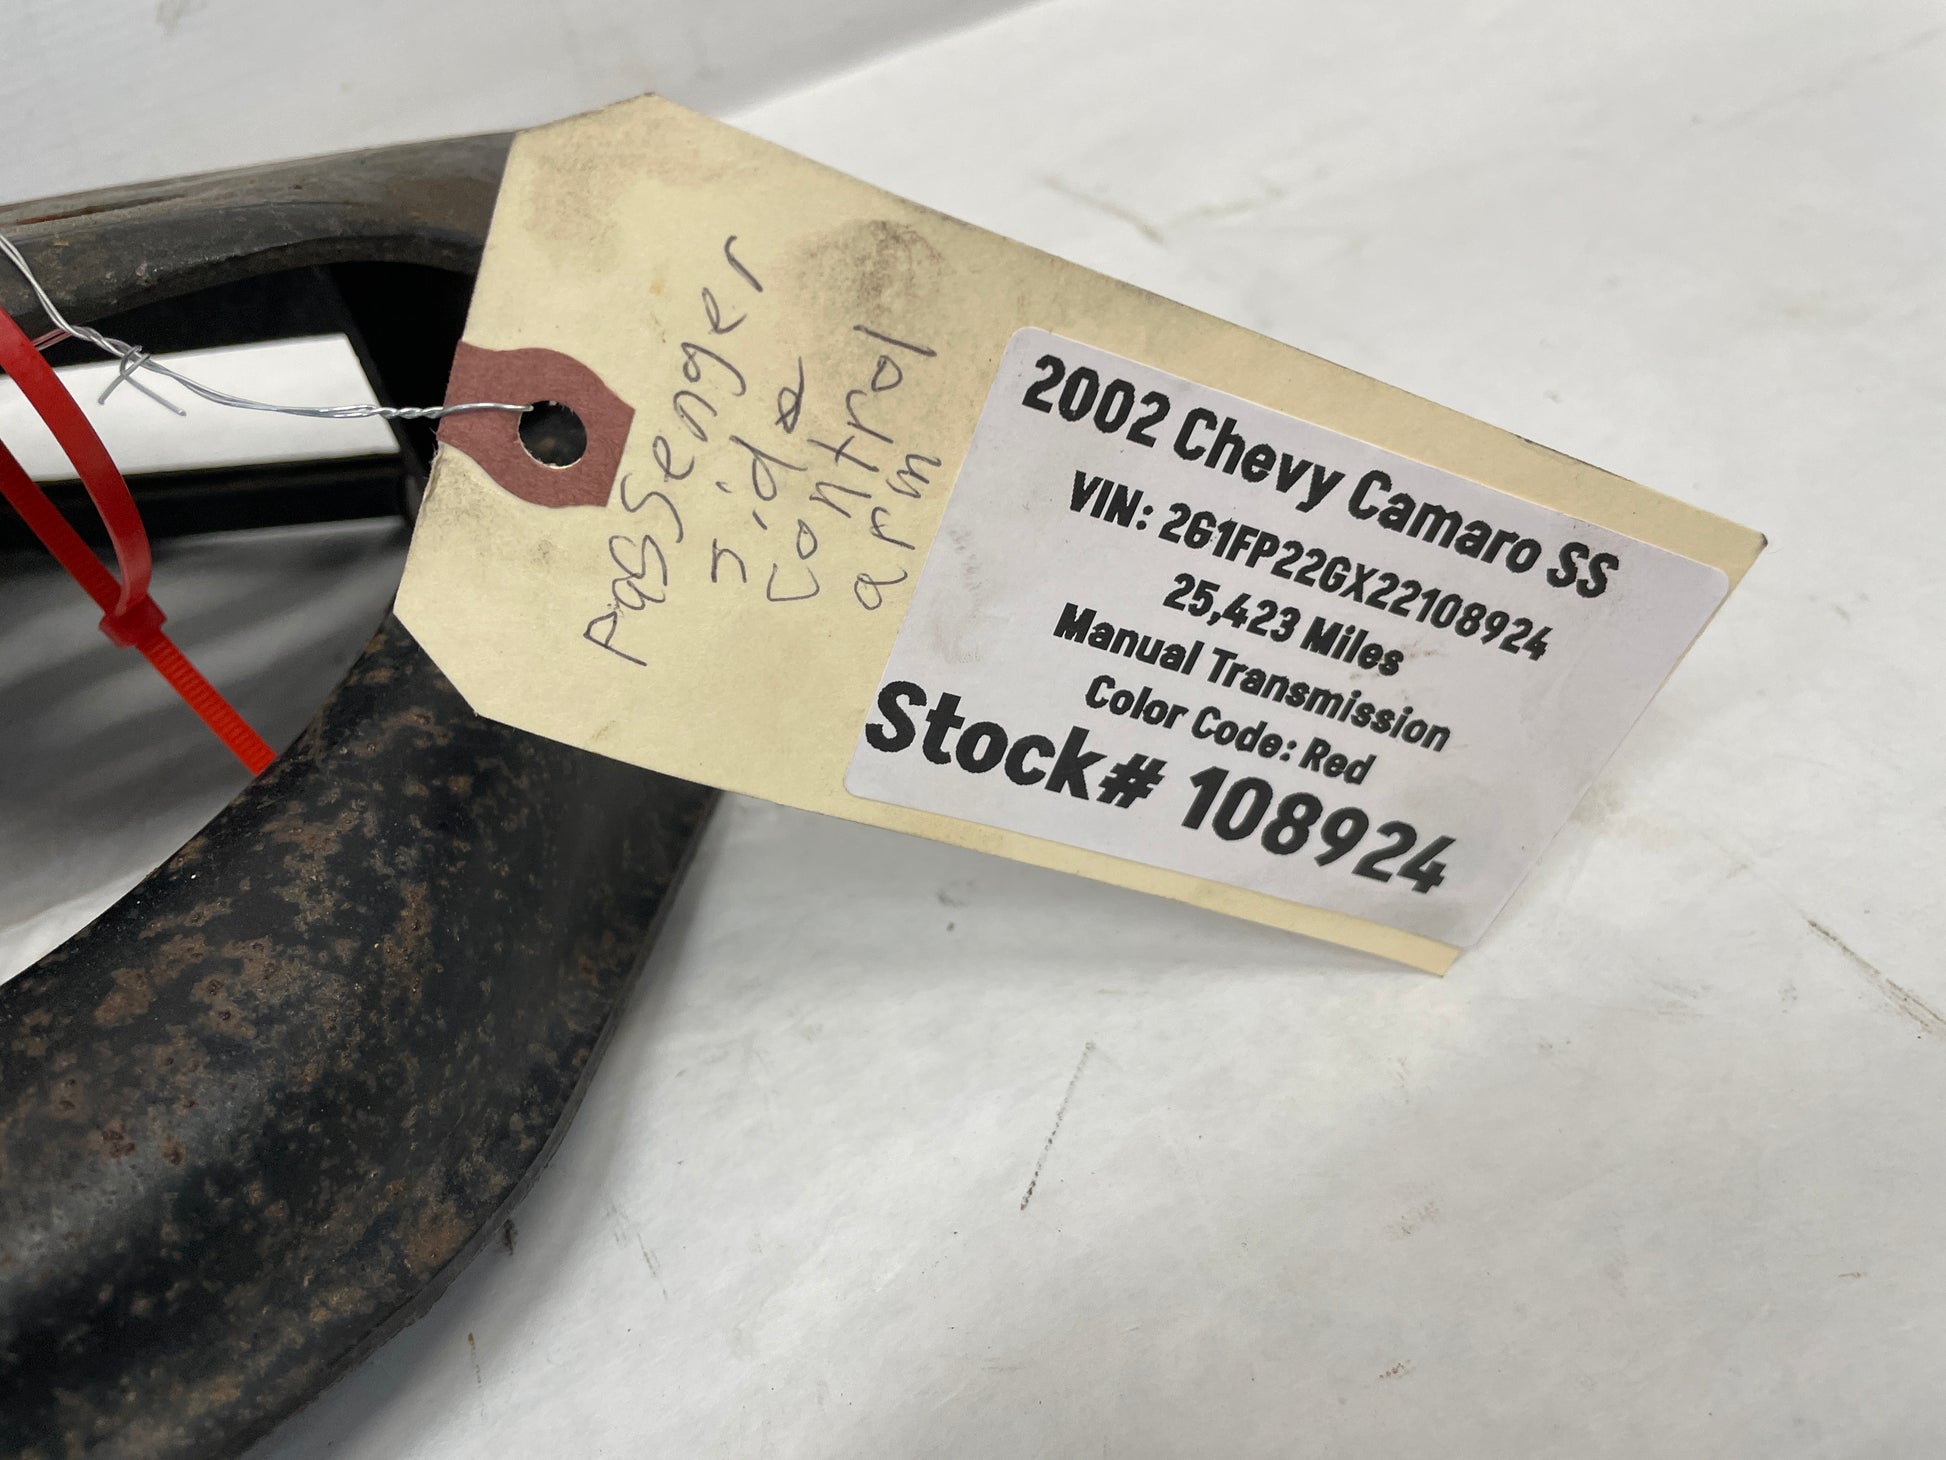 passenger
side
control
arm
2002 Chevy Camaro SS
VIN: 2G1FP22GX22108924
25,423 Miles
Manual Transmission
Color Code: Red
Stock# 108924